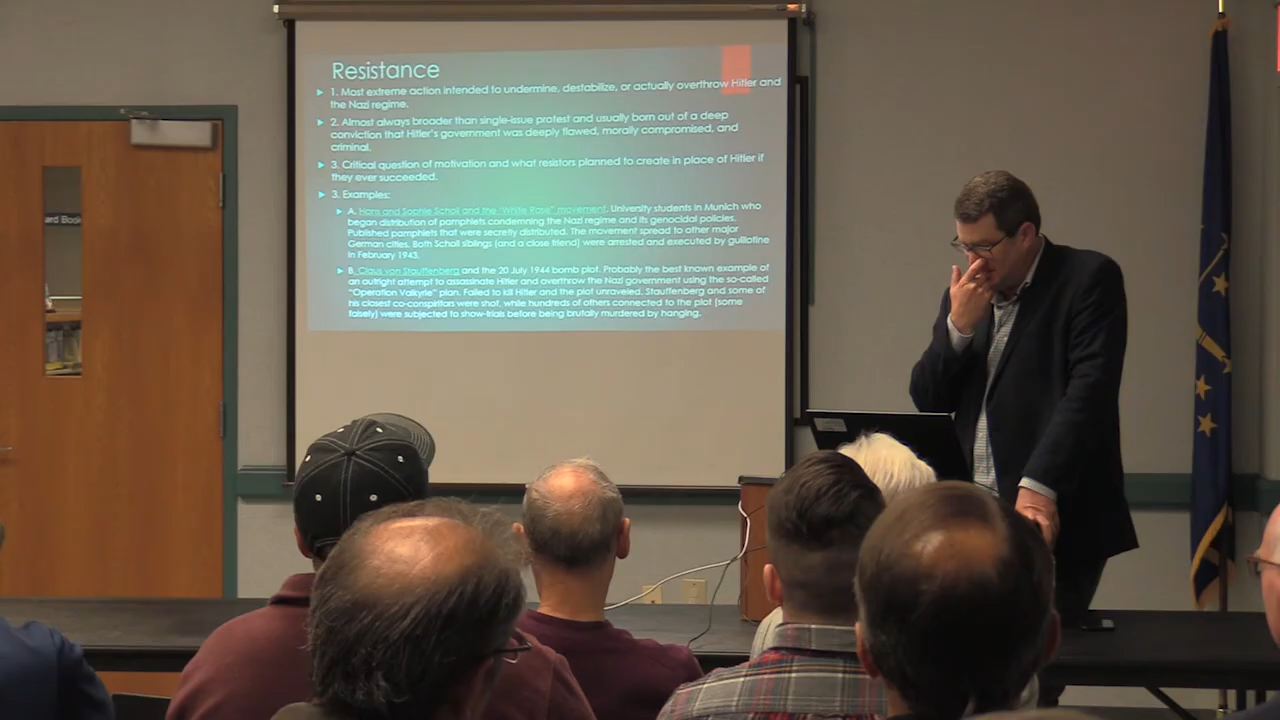 Resistance
1. Most extreme action intended to undermine, destabilize, or actually overthrow Hitler and
the Nazi regime.
2. Almost always broader than single-issue protest and usually born out of a deep
conviction that Hitler's government was deeply flawed, morally compromised, and
criminal.
3. Critical question of motivation and what resistors planned to create in place of Hitler if
they ever succeeded.
3. Examples:
A. Hans and Sophie Scholl and the "White Rose" movement. University students in Munich who
began distribution of pamphlets condemning the Nazi regime and its genocidal policies.
Published pamphlets that were secretly distributed. The movement spread to other major
German cities. Both Scholl siblings (and a close friend) were arrested and executed by guillotine
in February 1943.
B. Claus von Stauffenberg and the 20 July 1944 bomb plot. Probably the best known example of
an outright attempt to assassinate Hitler and overthrow the Nazi government using the so-called
"Operation Valkyrie" plan. Failed to kill Hitler and the plot unraveled. Stauffenberg and some of
his closest co-conspirators were shot, while hundreds of others connected to the plot (some
falsely) were subjected to show-trials before being brutally murdered by hanging.
ard Book